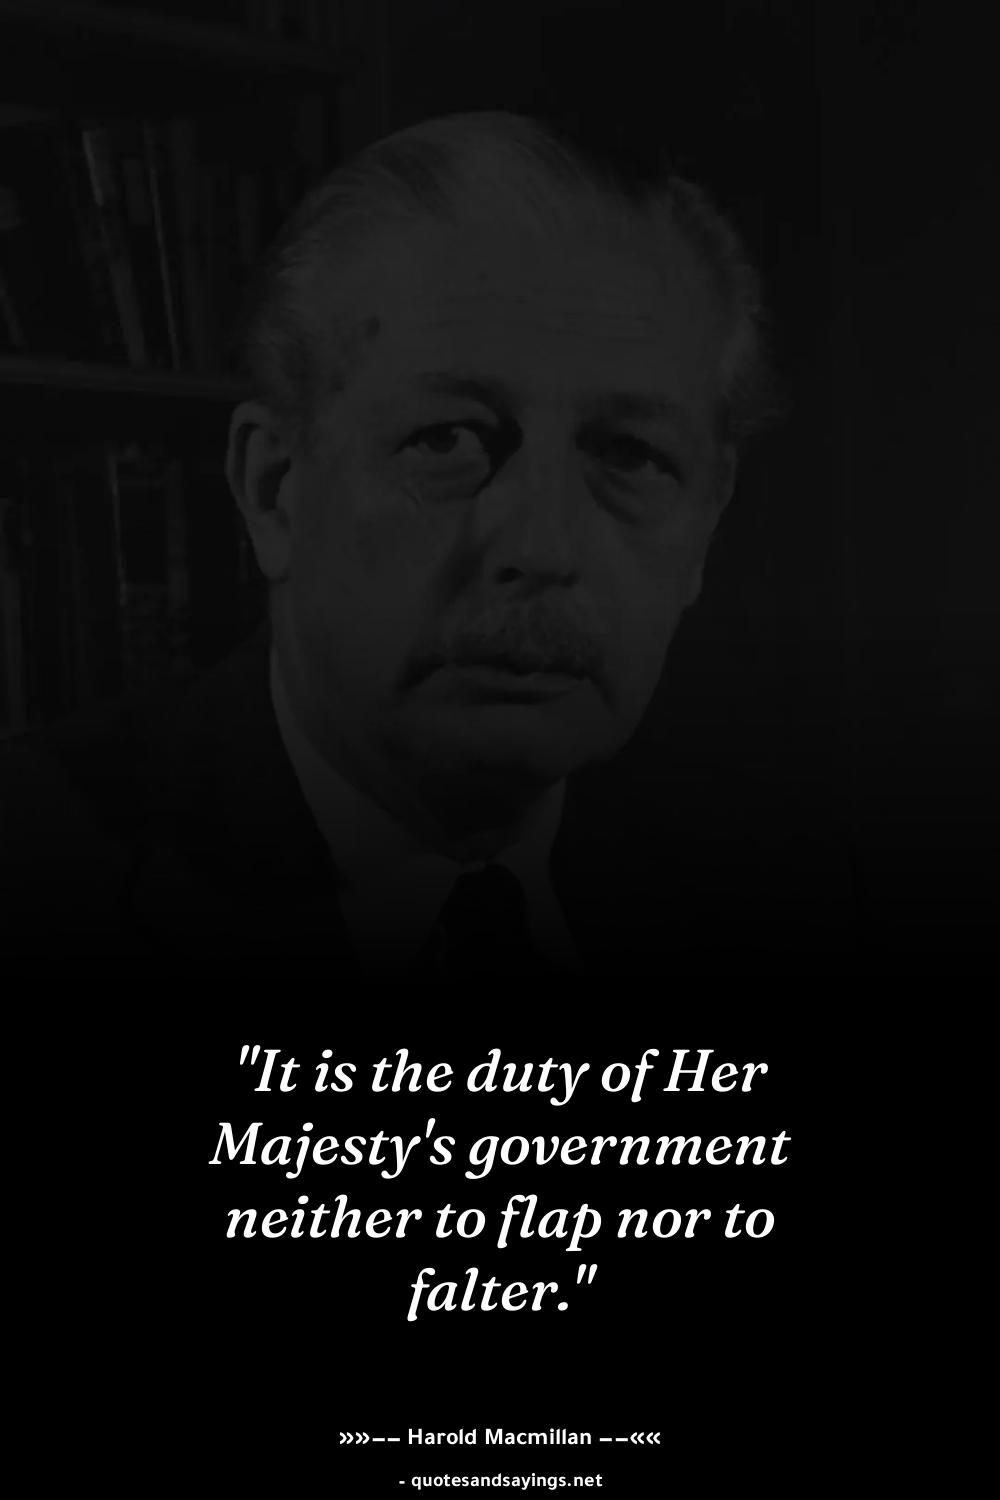 "It is the duty of Her
Majesty's government
neither to flap nor to
falter."
»»–– Harold Macmillan ––««
- quotesandsayings.net